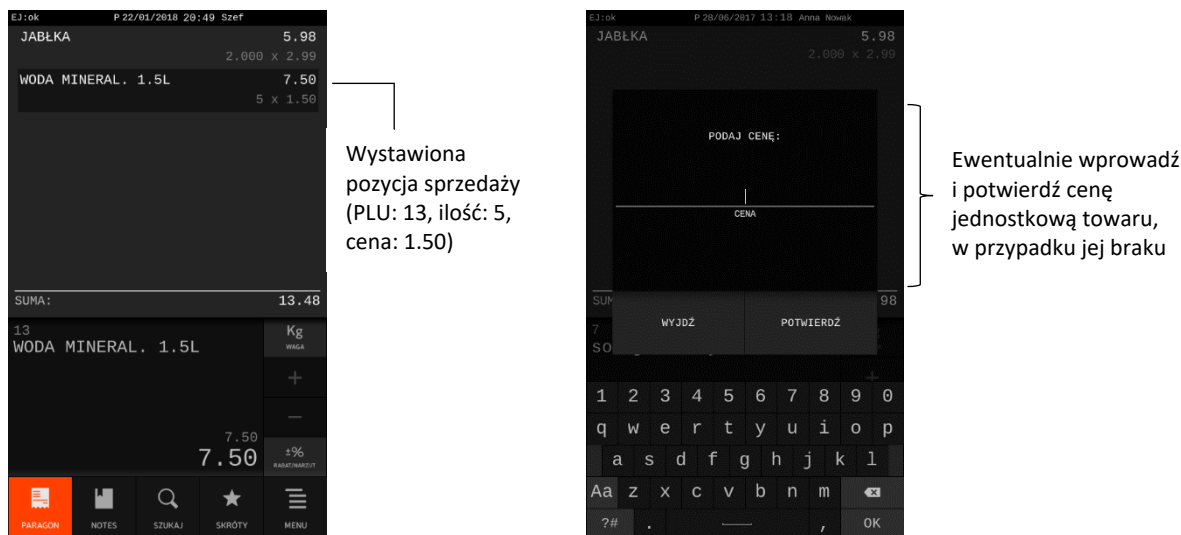 EJ:ok P 22/01/2018 20:49 Szef
JABŁKA 5.98
2.000 x 2.99
WODA MINERAL. 1.5L 7.50
5 x 1.50
SUMA: 13.48
13
WODA MINERAL. 1.5L
Kg
WAGA
+
−
7.50
7.50
±%
RABAT/NARZUT
PARAGON NOTES SZUKAJ SKRÓTY MENU
Wystawiona
pozycja sprzedaży
(PLU: 13, ilość: 5,
cena: 1.50)
EJ:ok P 28/06/2017 13:18 Anna Nowak
JABŁKA 5.98
2.000 x 2.99
PODAJ CENĘ:
CENA
SUM 98
WYJDŹ POTWIERDŹ
7
SO
+
1 2 3 4 5 6 7 8 9 0
q w e r t y u i o p
a s d f g h j k l
Aa z x c v b n m
?# . , OK
Ewentualnie wprowadź
i potwierdź cenę
jednostkową towaru,
w przypadku jej braku